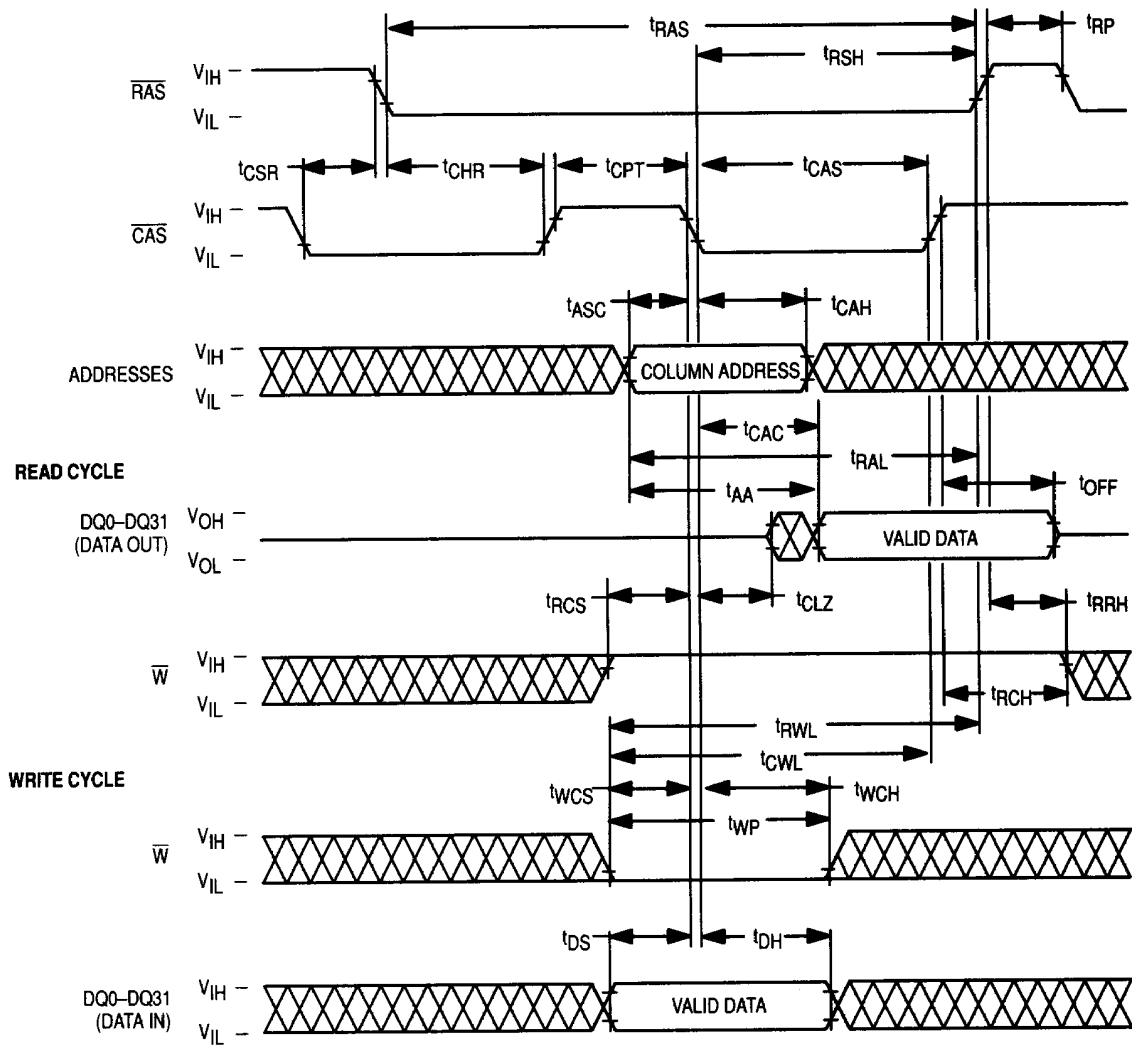 tRAS
tRP
tRSH
RAS
VIH
VIL
tCSR
tCHR
tCPT
tCAS
CAS
VIH
VIL
tASC
tCAH
ADDRESSES
VIH
VIL
COLUMN ADDRESS
tCAC
tRAL
READ CYCLE
tAA
tOFF
DQ0–DQ31
(DATA OUT)
VOH
VOL
VALID DATA
tRCS
tCLZ
tRRH
W
VIH
VIL
tRCH
tRWL
tCWL
WRITE CYCLE
tWCS
tWCH
tWP
W
VIH
VIL
tDS
tDH
DQ0–DQ31
(DATA IN)
VIH
VIL
VALID DATA